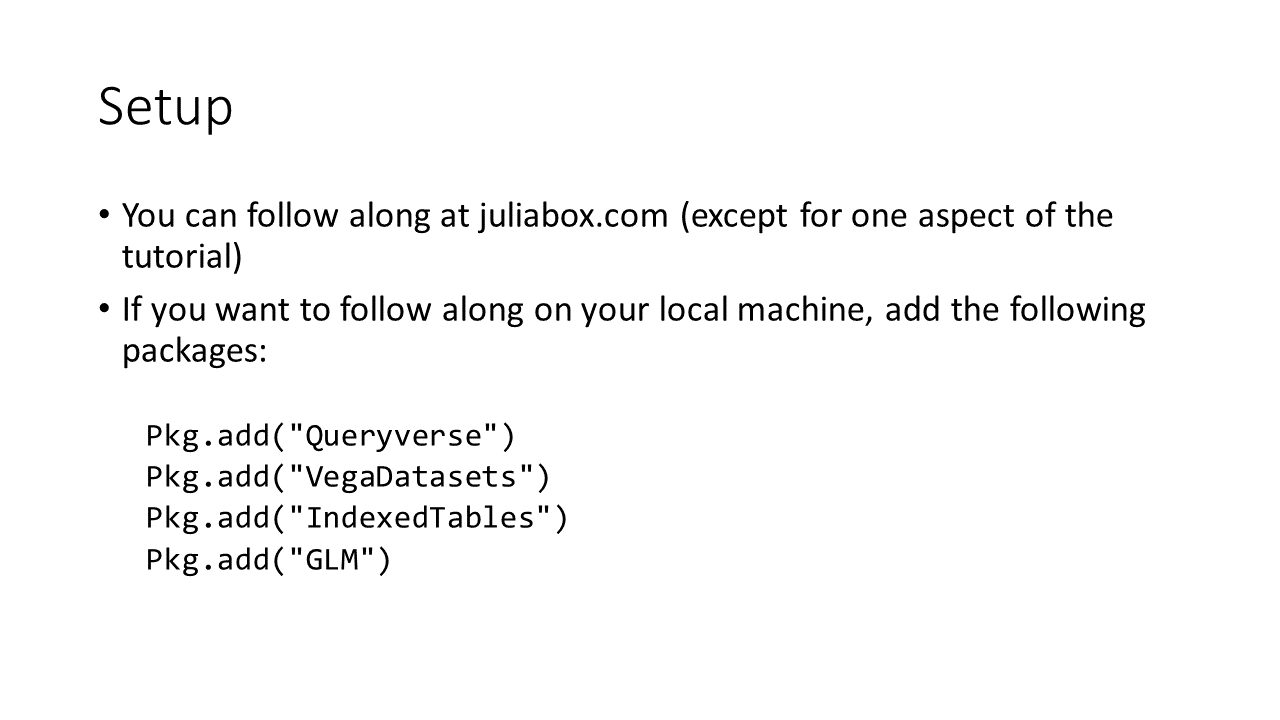 Setup
• You can follow along at juliabox.com (except for one aspect of the
tutorial)
• If you want to follow along on your local machine, add the following
packages:
Pkg.add("Queryverse")
Pkg.add("VegaDatasets")
Pkg.add("IndexedTables")
Pkg.add("GLM")